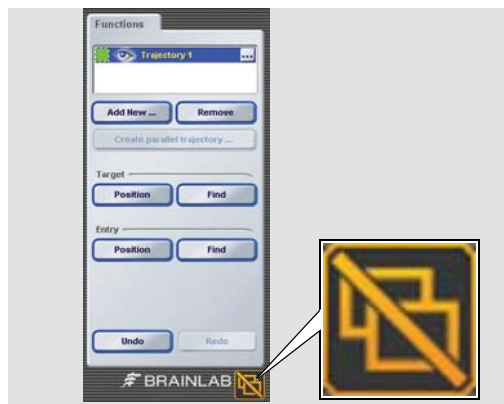 Functions
Trajectory 1 ...
Add New ... Remove
Create parallel trajectory ...
Target
Position Find
Entry
Position Find
Undo Redo
BRAINLAB